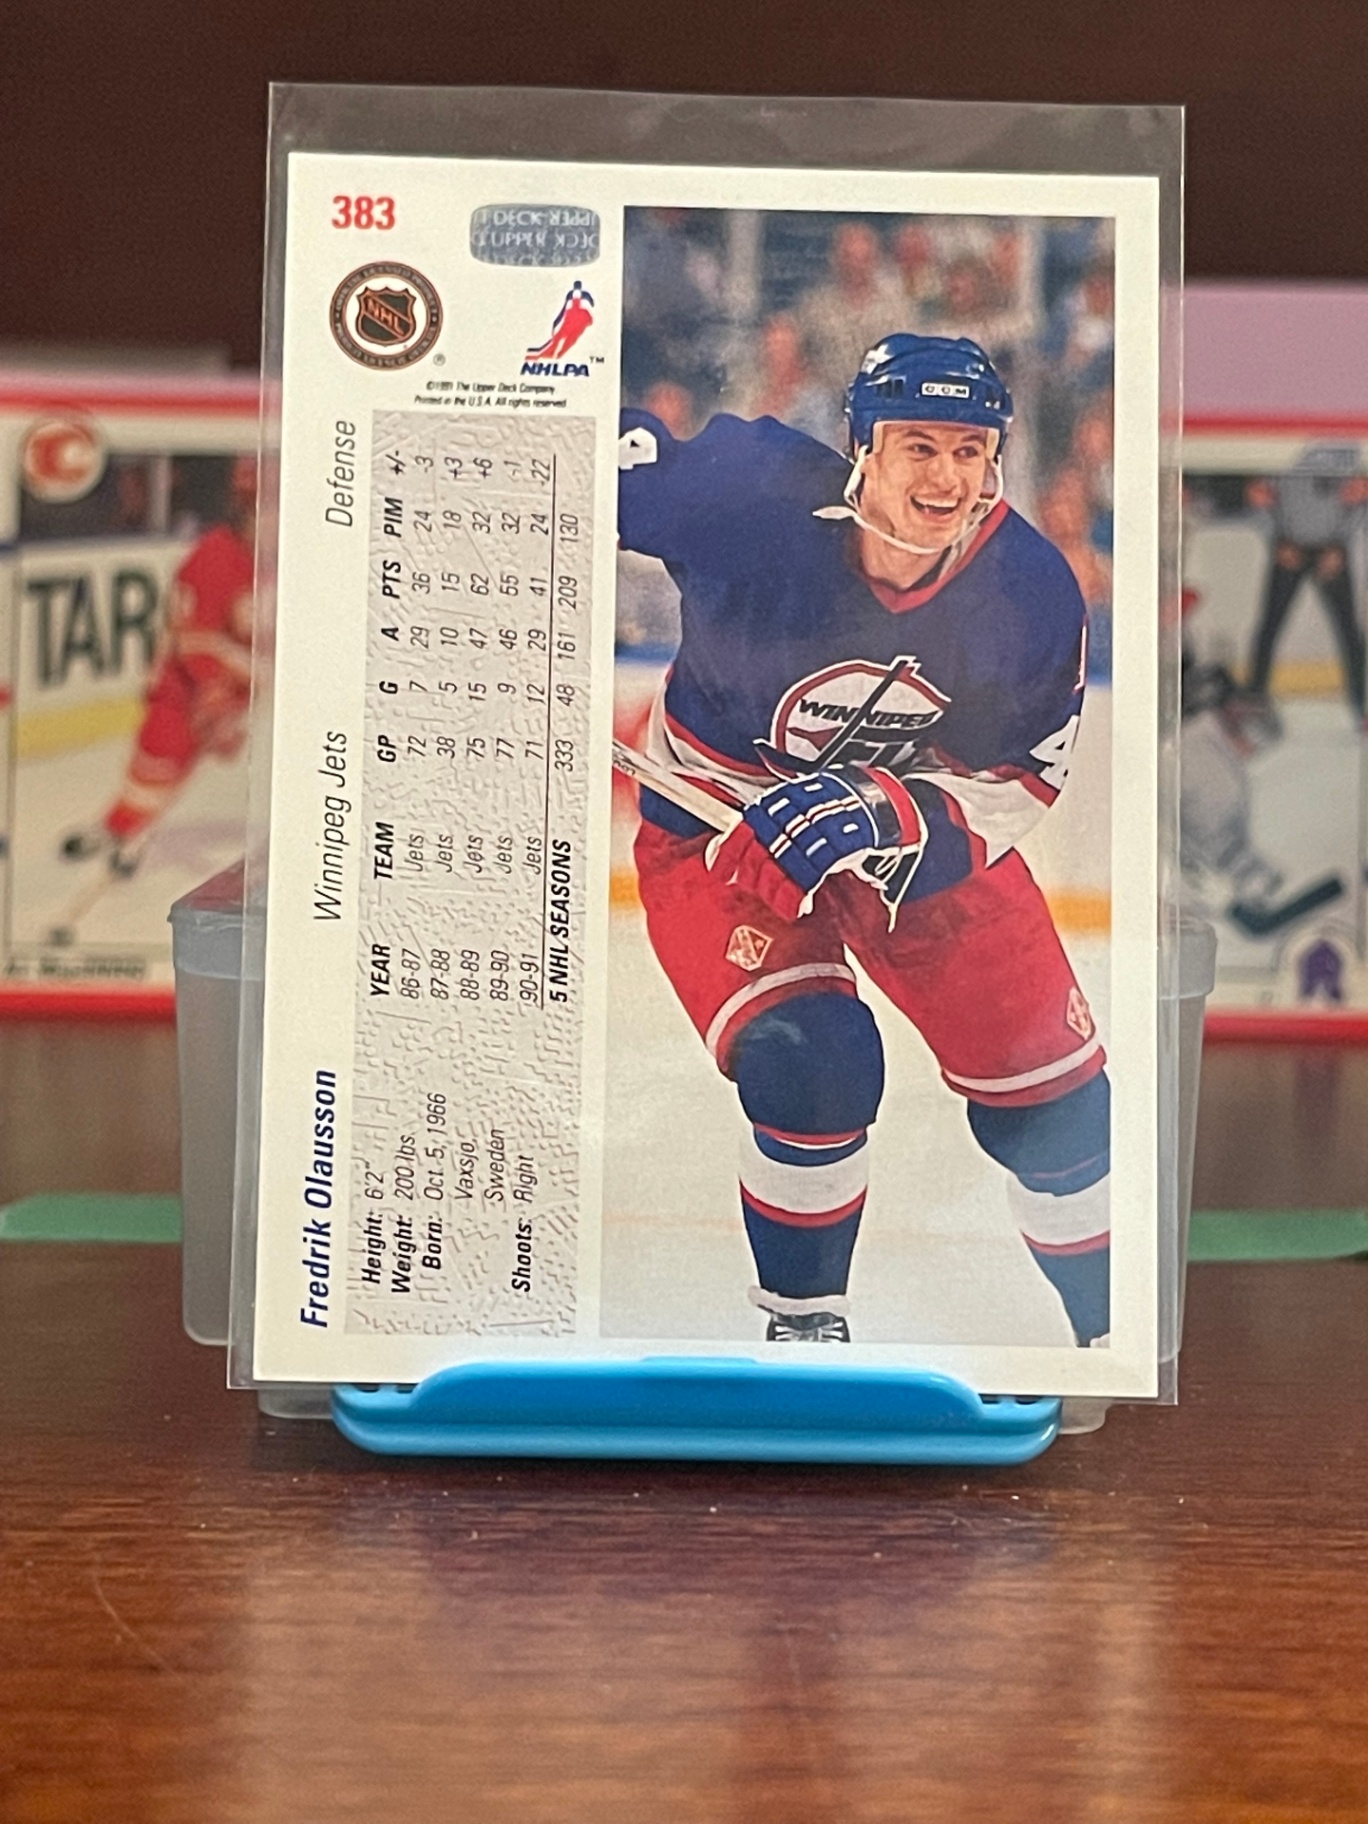 383
DECK UPPER
UPPER DECK
NHL
®
NHLPA™
©1991 The Upper Deck Company
Printed in the U.S.A. All rights reserved
Fredrik Olausson Winnipeg Jets Defense
Height: 6'2"
Weight: 200 lbs.
Born: Oct. 5, 1966
Vaxsjo,
Sweden
Shoots: Right
YEAR TEAM GP G A PTS PIM +/-
86-87 Jets 72 7 29 36 24 -3
87-88 Jets 38 5 10 15 18 +3
88-89 Jets 75 15 47 62 32 +6
89-90 Jets 77 9 46 55 32 -1
90-91 Jets 71 12 29 41 24 -22
5 NHL SEASONS 333 48 161 209 130
CCM
WINNIPEG
4
4
TAR